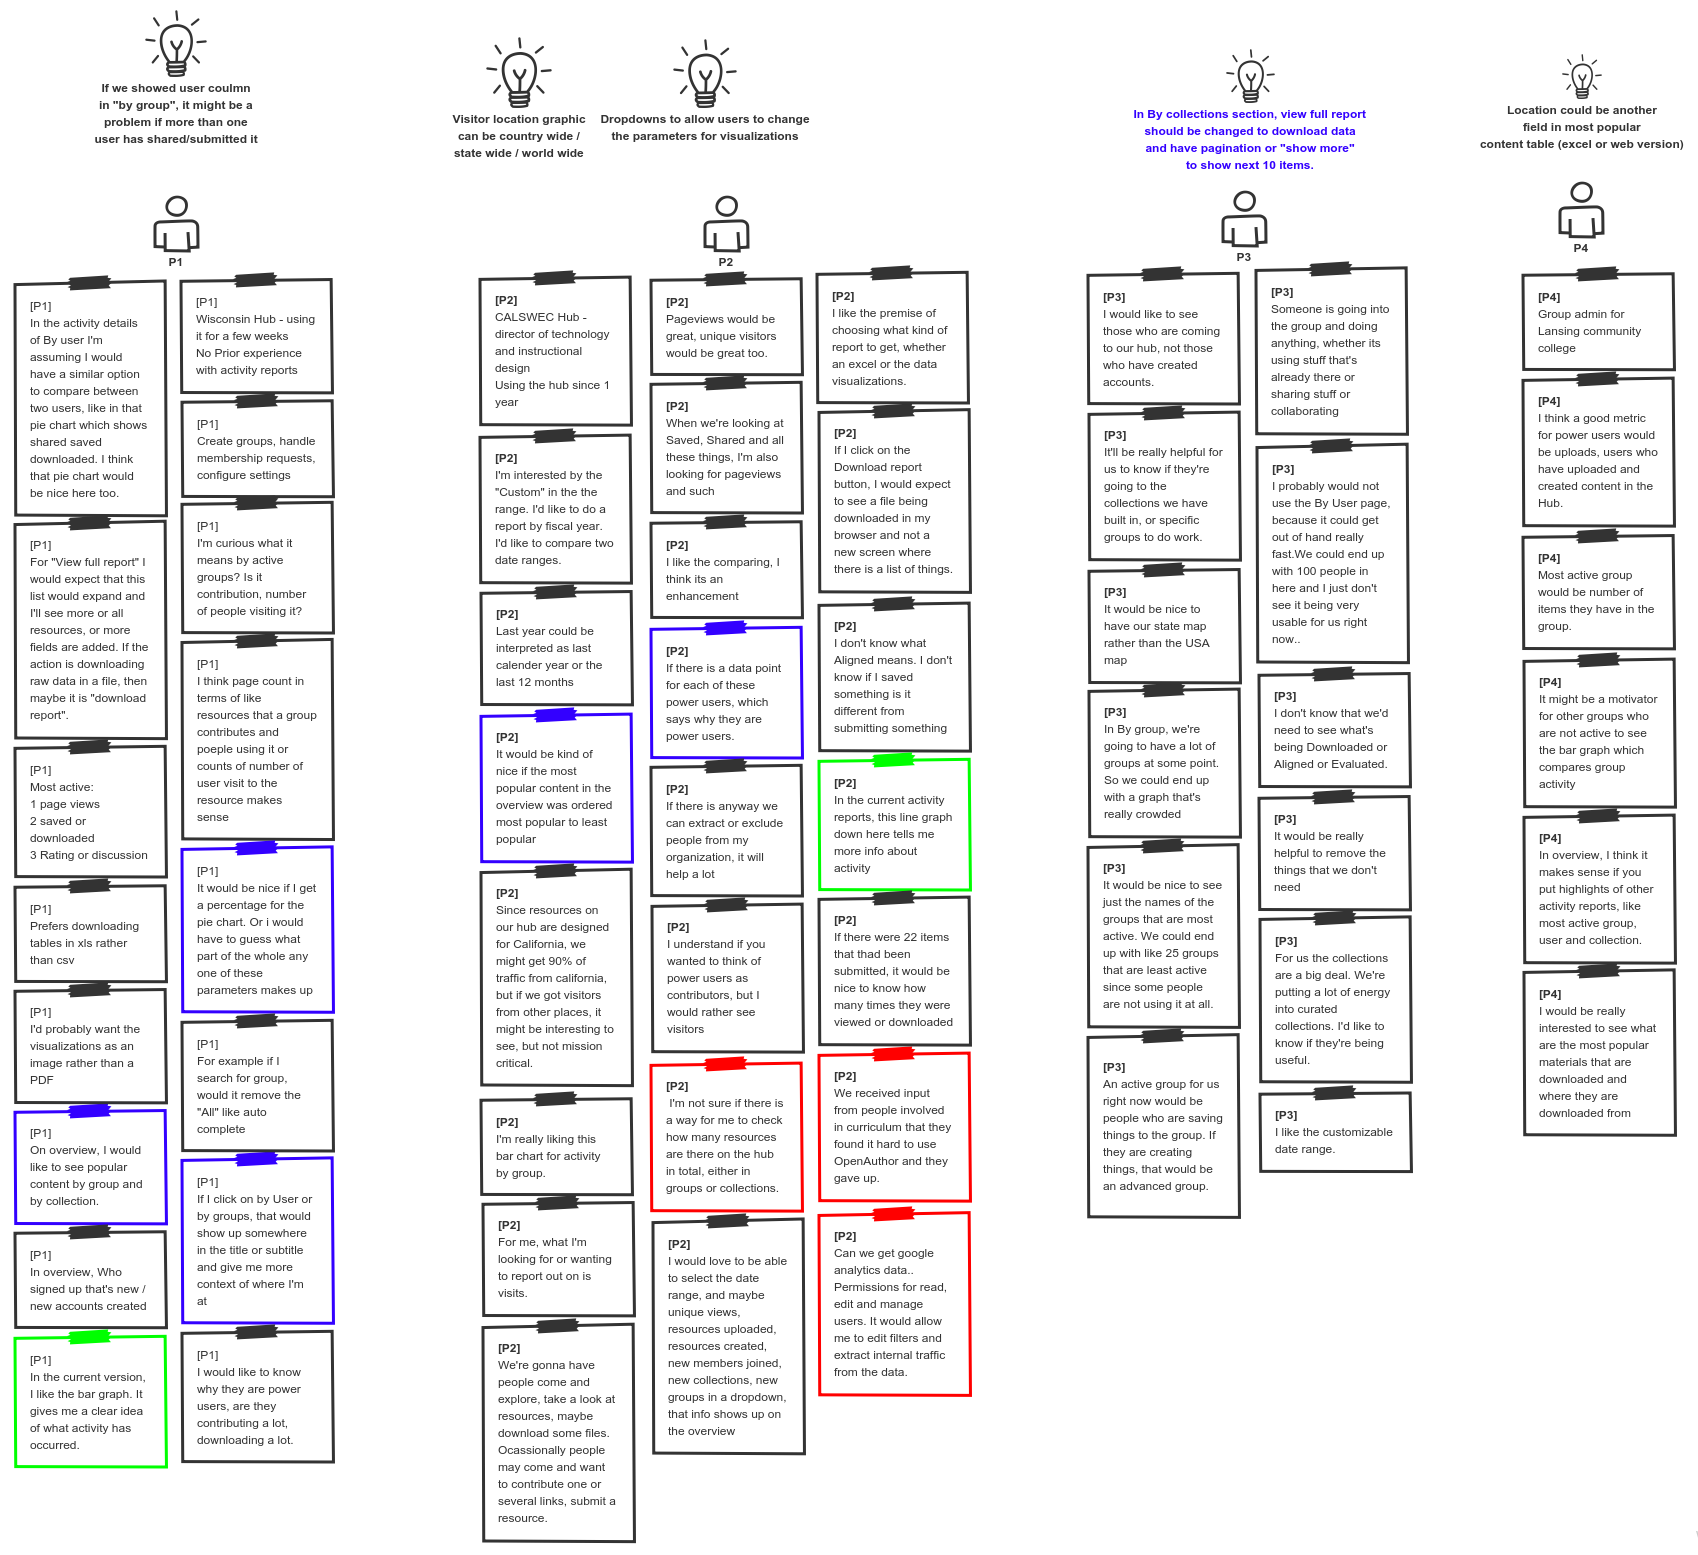 If we showed user coulmn
in "by group", it might be a
problem if more than one
user has shared/submitted it
Visitor location graphic
can be country wide /
state wide / world wide
Dropdowns to allow users to change
the parameters for visualizations
In By collections section, view full report
should be changed to download data
and have pagination or "show more"
to show next 10 items.
Location could be another
field in most popular
content table (excel or web version)
P1
[P1]
In the activity details
of By user I'm
assuming I would
have a similar option
to compare between
two users, like in that
pie chart which shows
shared saved
downloaded. I think
that pie chart would
be nice here too.
[P1]
For "View full report" I
would expect that this
list would expand and
I'll see more or all
resources, or more
fields are added. If the
action is downloading
raw data in a file, then
maybe it is "download
report".
[P1]
Most active:
1 page views
2 saved or
downloaded
3 Rating or discussion
[P1]
Prefers downloading
tables in xls rather
than csv
[P1]
I'd probably want the
visualizations as an
image rather than a
PDF
[P1]
On overview, I would
like to see popular
content by group and
by collection.
[P1]
In overview, Who
signed up that's new /
new accounts created
[P1]
In the current version,
I like the bar graph. It
gives me a clear idea
of what activity has
occurred.
[P1]
Wisconsin Hub - using
it for a few weeks
No Prior experience
with activity reports
[P1]
Create groups, handle
membership requests,
configure settings
[P1]
I'm curious what it
means by active
groups? Is it
contribution, number
of people visiting it?
[P1]
I think page count in
terms of like
resources that a group
contributes and
poeple using it or
counts of number of
user visit to the
resource makes
sense
[P1]
It would be nice if I get
a percentage for the
pie chart. Or i would
have to guess what
part of the whole any
one of these
parameters makes up
[P1]
For example if I
search for group,
would it remove the
"All" like auto
complete
[P1]
If I click on by User or
by groups, that would
show up somewhere
in the title or subtitle
and give me more
context of where I'm
at
[P1]
I would like to know
why they are power
users, are they
contributing a lot,
downloading a lot.
P2
[P2]
CALSWEC Hub -
director of technology
and instructional
design
Using the hub since 1
year
[P2]
I'm interested by the
"Custom" in the the
range. I'd like to do a
report by fiscal year.
I'd like to compare two
date ranges.
[P2]
Last year could be
interpreted as last
calender year or the
last 12 months
[P2]
It would be kind of
nice if the most
popular content in the
overview was ordered
most popular to least
popular
[P2]
Since resources on
our hub are designed
for California, we
might get 90% of
traffic from california,
but if we got visitors
from other places, it
might be interesting to
see, but not mission
critical.
[P2]
I'm really liking this
bar chart for activity
by group.
[P2]
For me, what I'm
looking for or wanting
to report out on is
visits.
[P2]
We're gonna have
people come and
explore, take a look at
resources, maybe
download some files.
Ocassionally people
may come and want
to contribute one or
several links, submit a
resource.
[P2]
Pageviews would be
great, unique visitors
would be great too.
[P2]
When we're looking at
Saved, Shared and all
these things, I'm also
looking for pageviews
and such
[P2]
I like the comparing, I
think its an
enhancement
[P2]
If there is a data point
for each of these
power users, which
says why they are
power users.
[P2]
If there is anyway we
can extract or exclude
people from my
organization, it will
help a lot
[P2]
I understand if you
wanted to think of
power users as
contributors, but I
would rather see
visitors
[P2]
I'm not sure if there is
a way for me to check
how many resources
are there on the hub
in total, either in
groups or collections.
[P2]
I would love to be able
to select the date
range, and maybe
unique views,
resources uploaded,
resources created,
new members joined,
new collections, new
groups in a dropdown,
that info shows up on
the overview
[P2]
I like the premise of
choosing what kind of
report to get, whether
an excel or the data
visualizations.
[P2]
If I click on the
Download report
button, I would expect
to see a file being
downloaded in my
browser and not a
new screen where
there is a list of things.
[P2]
I don't know what
Aligned means. I don't
know if I saved
something is it
different from
submitting something
[P2]
In the current activity
reports, this line graph
down here tells me
more info about
activity
[P2]
If there were 22 items
that thad been
submitted, it would be
nice to know how
many times they were
viewed or downloaded
[P2]
We received input
from people involved
in curriculum that they
found it hard to use
OpenAuthor and they
gave up.
[P2]
Can we get google
analytics data..
Permissions for read,
edit and manage
users. It would allow
me to edit filters and
extract internal traffic
from the data.
P3
[P3]
I would like to see
those who are coming
to our hub, not those
who have created
accounts.
[P3]
It'll be really helpful for
us to know if they're
going to the
collections we have
built in, or specific
groups to do work.
[P3]
It would be nice to
have our state map
rather than the USA
map
[P3]
In By group, we're
going to have a lot of
groups at some point.
So we could end up
with a graph that's
really crowded
[P3]
It would be nice to see
just the names of the
groups that are most
active. We could end
up with like 25 groups
that are least active
since some people
are not using it at all.
[P3]
An active group for us
right now would be
people who are saving
things to the group. If
they are creating
things, that would be
an advanced group.
[P3]
Someone is going into
the group and doing
anything, whether its
using stuff that's
already there or
sharing stuff or
collaborating
[P3]
I probably would not
use the By User page,
because it could get
out of hand really
fast.We could end up
with 100 people in
here and I just don't
see it being very
usable for us right
now..
[P3]
I don't know that we'd
need to see what's
being Downloaded or
Aligned or Evaluated.
[P3]
It would be really
helpful to remove the
things that we don't
need
[P3]
For us the collections
are a big deal. We're
putting a lot of energy
into curated
collections. I'd like to
know if they're being
useful.
[P3]
I like the customizable
date range.
P4
[P4]
Group admin for
Lansing community
college
[P4]
I think a good metric
for power users would
be uploads, users who
have uploaded and
created content in the
Hub.
[P4]
Most active group
would be number of
items they have in the
group.
[P4]
It might be a motivator
for other groups who
are not active to see
the bar graph which
compares group
activity
[P4]
In overview, I think it
makes sense if you
put highlights of other
activity reports, like
most active group,
user and collection.
[P4]
I would be really
interested to see what
are the most popular
materials that are
downloaded and
where they are
downloaded from